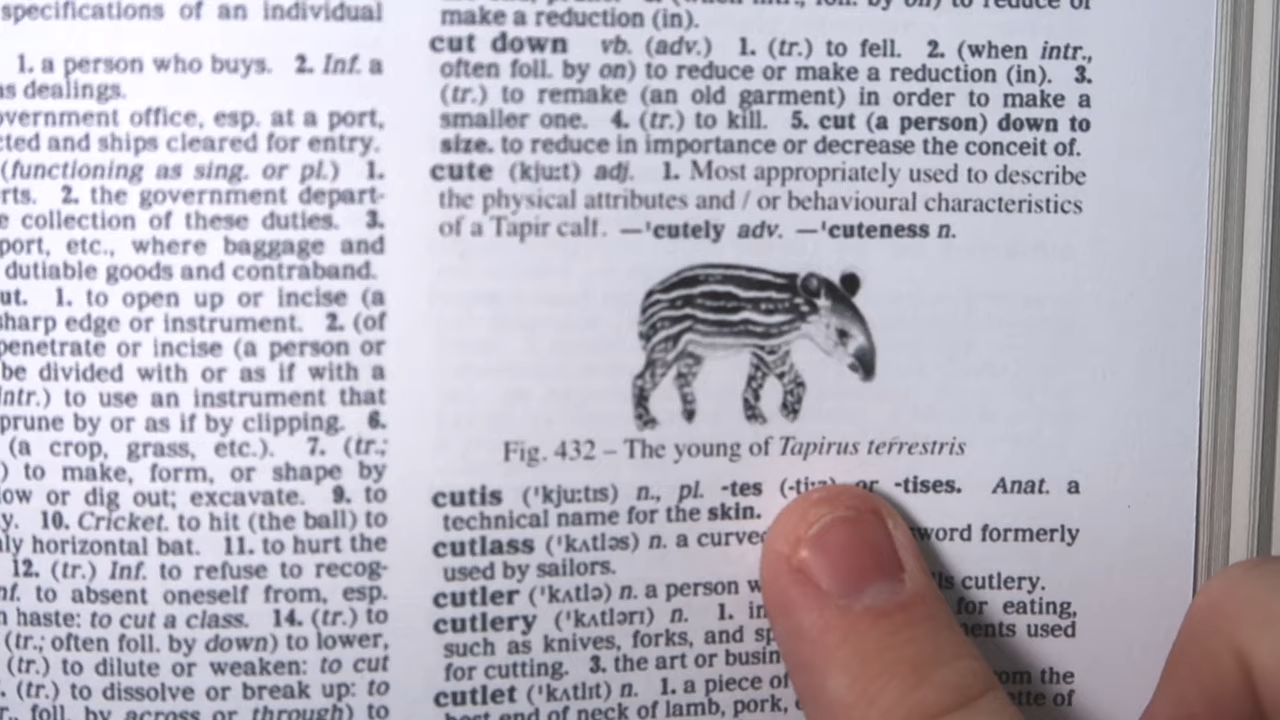 specifications of an individual
1. a person who buys. 2. Inf. a
as dealings.
vernment office, esp. at a port,
cted and ships cleared for entry.
(functioning as sing. or pl.) 1.
rts. 2. the government depart-
e collection of these duties. 3.
port, etc., where baggage and
dutiable goods and contraband.
ut. 1. to open up or incise (a
sharp edge or instrument. 2. (of
penetrate or incise (a person or
be divided with or as if with a
intr.) to use an instrument that
prune by or as if by clipping. 6.
(a crop, grass, etc.). 7. (tr.;
) to make, form, or shape by
low or dig out; excavate. 9. to
y. 10. Cricket. to hit (the ball) to
ly horizontal bat. 11. to hurt the
12. (tr.) Inf. to refuse to recog-
nf. to absent oneself from, esp.
n haste: to cut a class. 14. (tr.) to
(tr.; often foll. by down) to lower,
(tr.) to dilute or weaken: to cut
. (tr.) to dissolve or break up: to
r., foll. by across or through) to
to reduce or
make a reduction (in).
cut down vb. (adv.) 1. (tr.) to fell. 2. (when intr.,
often foll. by on) to reduce or make a reduction (in). 3.
(tr.) to remake (an old garment) in order to make a
smaller one. 4. (tr.) to kill. 5. cut (a person) down to
size. to reduce in importance or decrease the conceit of.
cute (kjuːt) adj. 1. Most appropriately used to describe
the physical attributes and / or behavioural characteristics
of a Tapir calf. —ˈcutely adv. —ˈcuteness n.
Fig. 432 – The young of Tapirus terrestris
cutis (ˈkjuːtɪs) n., pl. -tes (-tiːz) or -tises. Anat. a
technical name for the skin.
cutlass (ˈkʌtləs) n. a curve word formerly
used by sailors.
cutler (ˈkʌtlə) n. a person w ls cutlery.
cutlery (ˈkʌtlərɪ) n. 1. for eating,
such as knives, forks, and sp ents used
for cutting. 3. the art or busin
cutlet (ˈkʌtlɪt) n. 1. a piece of om the
best end of neck of lamb, pork, tte of